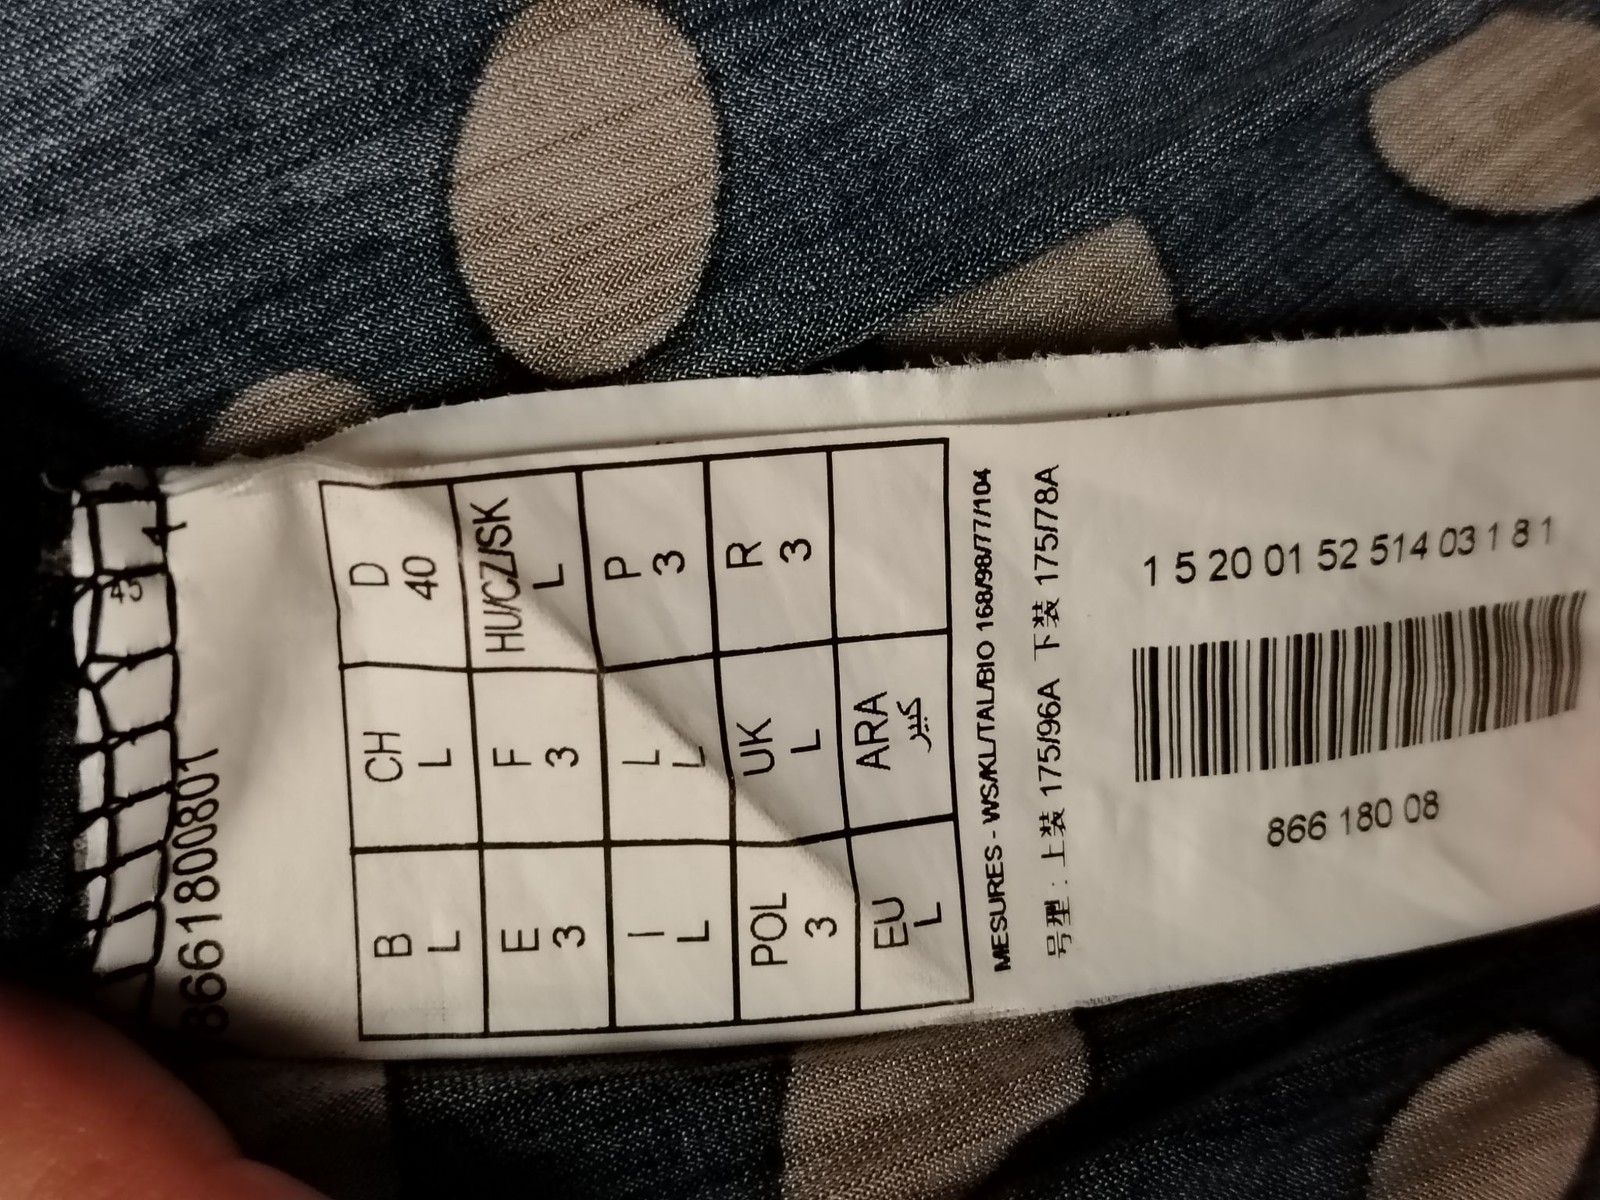 4
45
8661800801
B CH D
L L 40
E F HU/CZ/SK
3 3 L
I L P
L L 3
POL UK R
3 L 3
EU ARA
L كبير
MESURES - WS/KL/TAL/BIO 168/98/77/104
号型：上装 175/96A 下装 175/78A
1 5 20 01 52 514 03 1 8 1
866 180 08